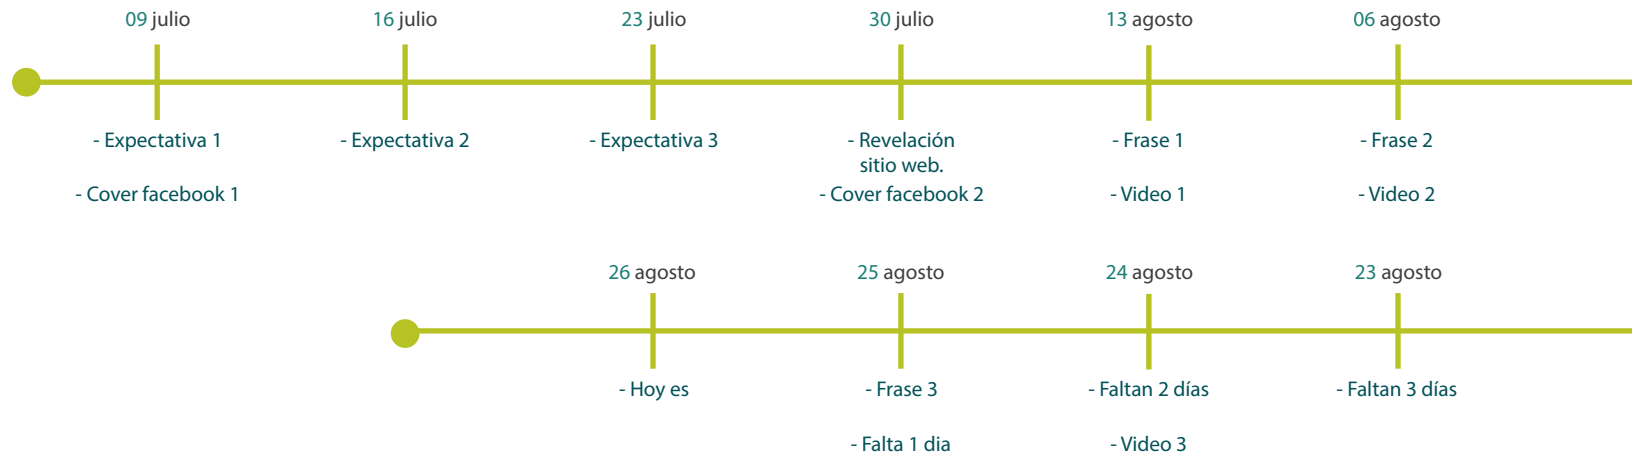 09 julio
16 julio
23 julio
30 julio
13 agosto
06 agosto
- Expectativa 1
- Expectativa 2
- Expectativa 3
- Revelación
sitio web.
- Frase 1
- Frase 2
- Cover facebook 1
- Cover facebook 2
- Video 1
- Video 2
26 agosto
25 agosto
24 agosto
23 agosto
- Hoy es
- Frase 3
- Faltan 2 días
- Faltan 3 días
- Falta 1 dia
- Video 3